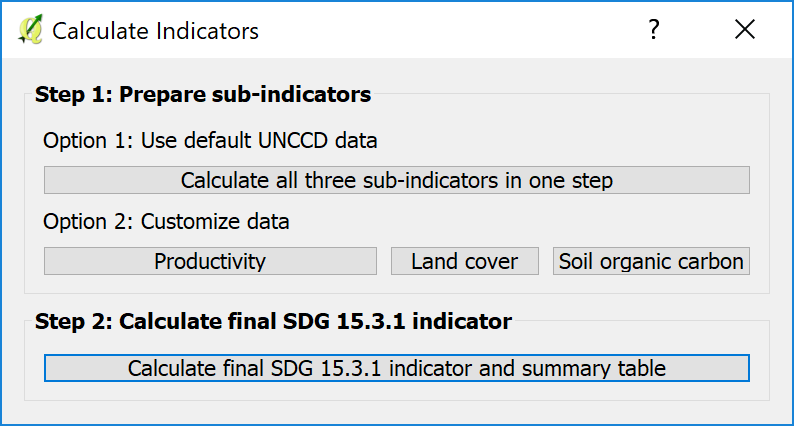 Calculate Indicators
?
Step 1: Prepare sub-indicators
Option 1: Use default UNCCD data
Calculate all three sub-indicators in one step
Option 2: Customize data
Productivity Land cover Soil organic carbon
Step 2: Calculate final SDG 15.3.1 indicator
Calculate final SDG 15.3.1 indicator and summary table